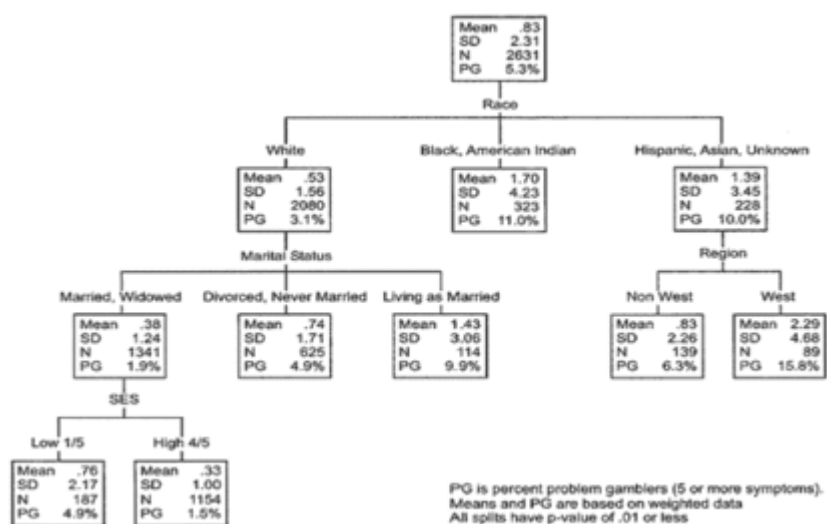 Mean .83
SD 2.31
N 2631
PG 5.3%
Race
White
Black, American Indian
Hispanic, Asian, Unknown
Mean .53
SD 1.56
N 2080
PG 3.1%
Mean 1.70
SD 4.23
N 323
PG 11.0%
Mean 1.39
SD 3.45
N 228
PG 10.0%
Marital Status
Region
Married, Widowed
Divorced, Never Married
Living as Married
Non West
West
Mean .38
SD 1.24
N 1341
PG 1.9%
Mean .74
SD 1.71
N 625
PG 4.9%
Mean 1.43
SD 3.06
N 114
PG 9.9%
Mean .83
SD 2.26
N 139
PG 6.3%
Mean 2.29
SD 4.68
N 89
PG 15.8%
SES
Low 1/5
High 4/5
Mean .76
SD 2.17
N 187
PG 4.9%
Mean .33
SD 1.00
N 1154
PG 1.5%
PG is percent problem gamblers (5 or more symptoms).
Means and PG are based on weighted data
All splits have p-value of .01 or less